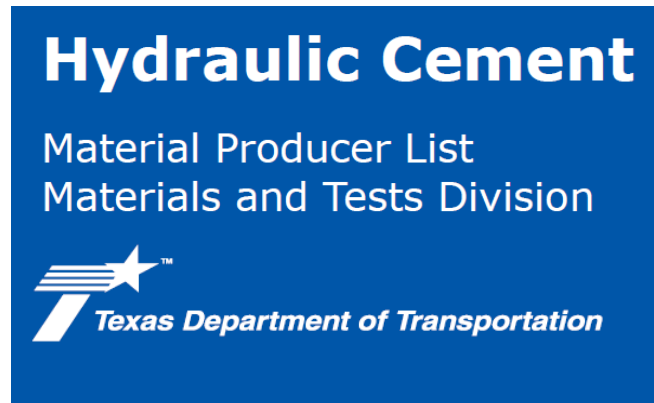 Hydraulic Cement
Material Producer List
Materials and Tests Division
™
Texas Department of Transportation